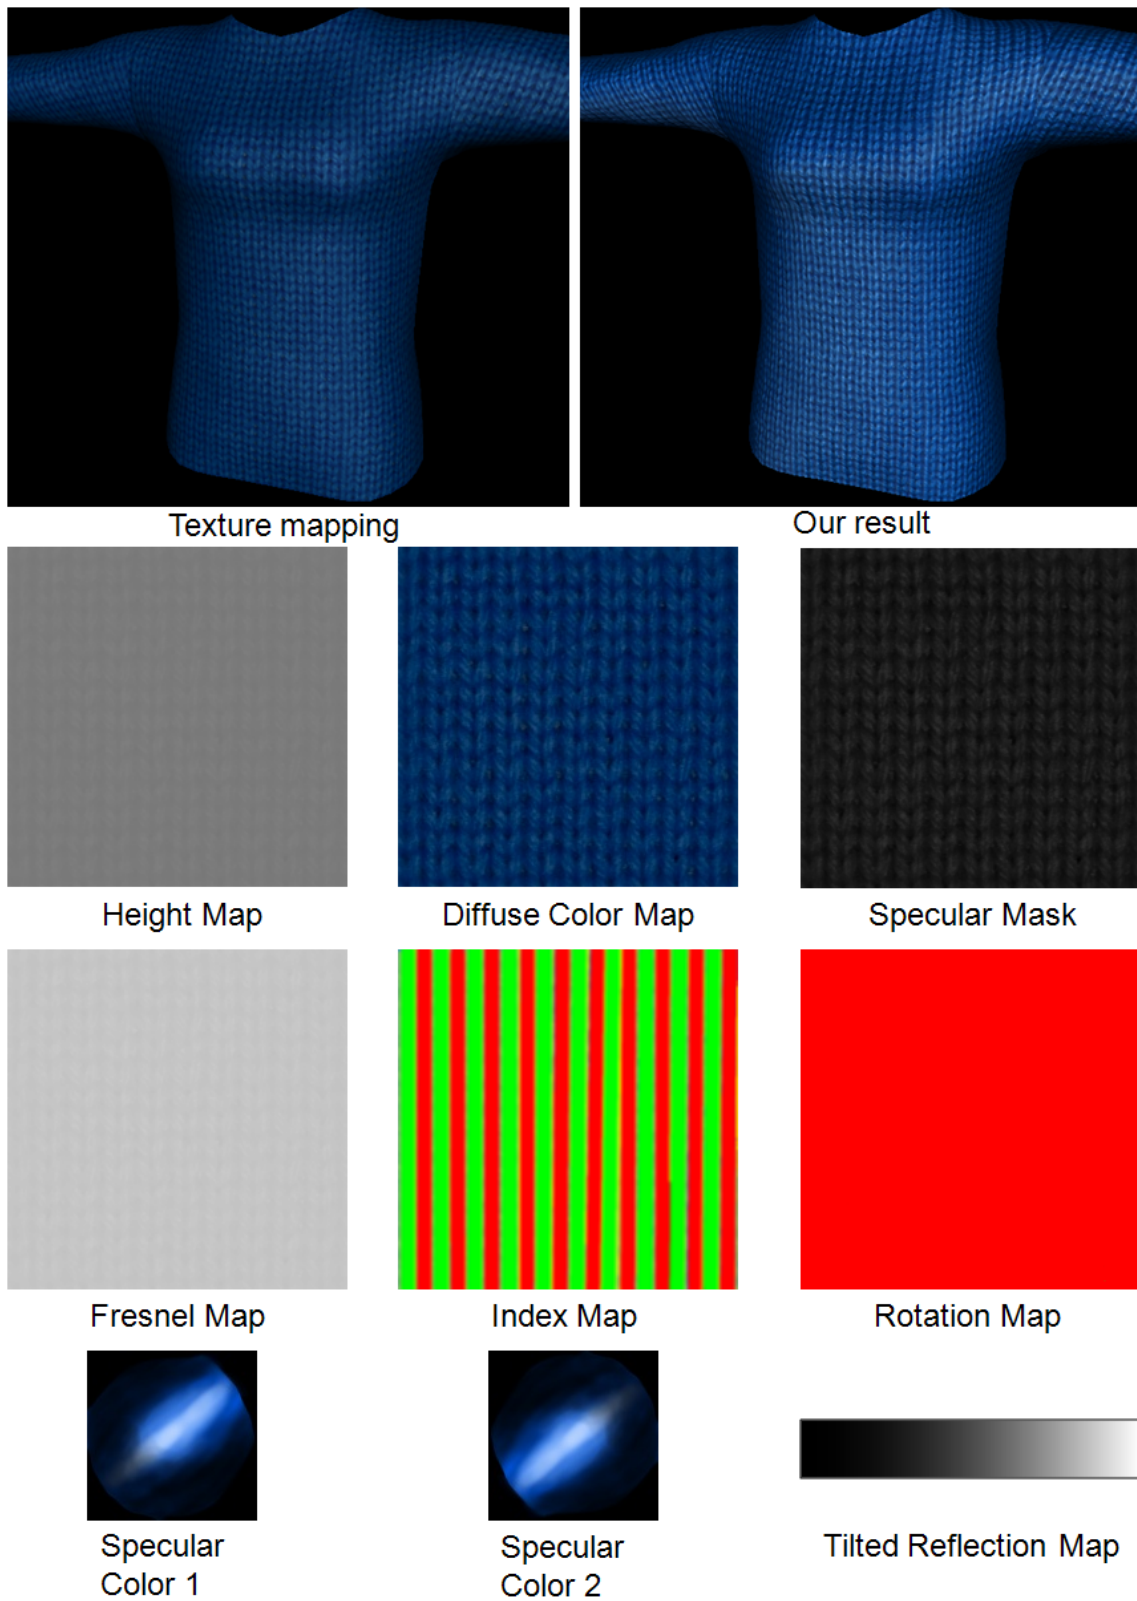 Texture mapping
Our result
Height Map
Diffuse Color Map
Specular Mask
Fresnel Map
Index Map
Rotation Map
Specular
Color 1
Specular
Color 2
Tilted Reflection Map